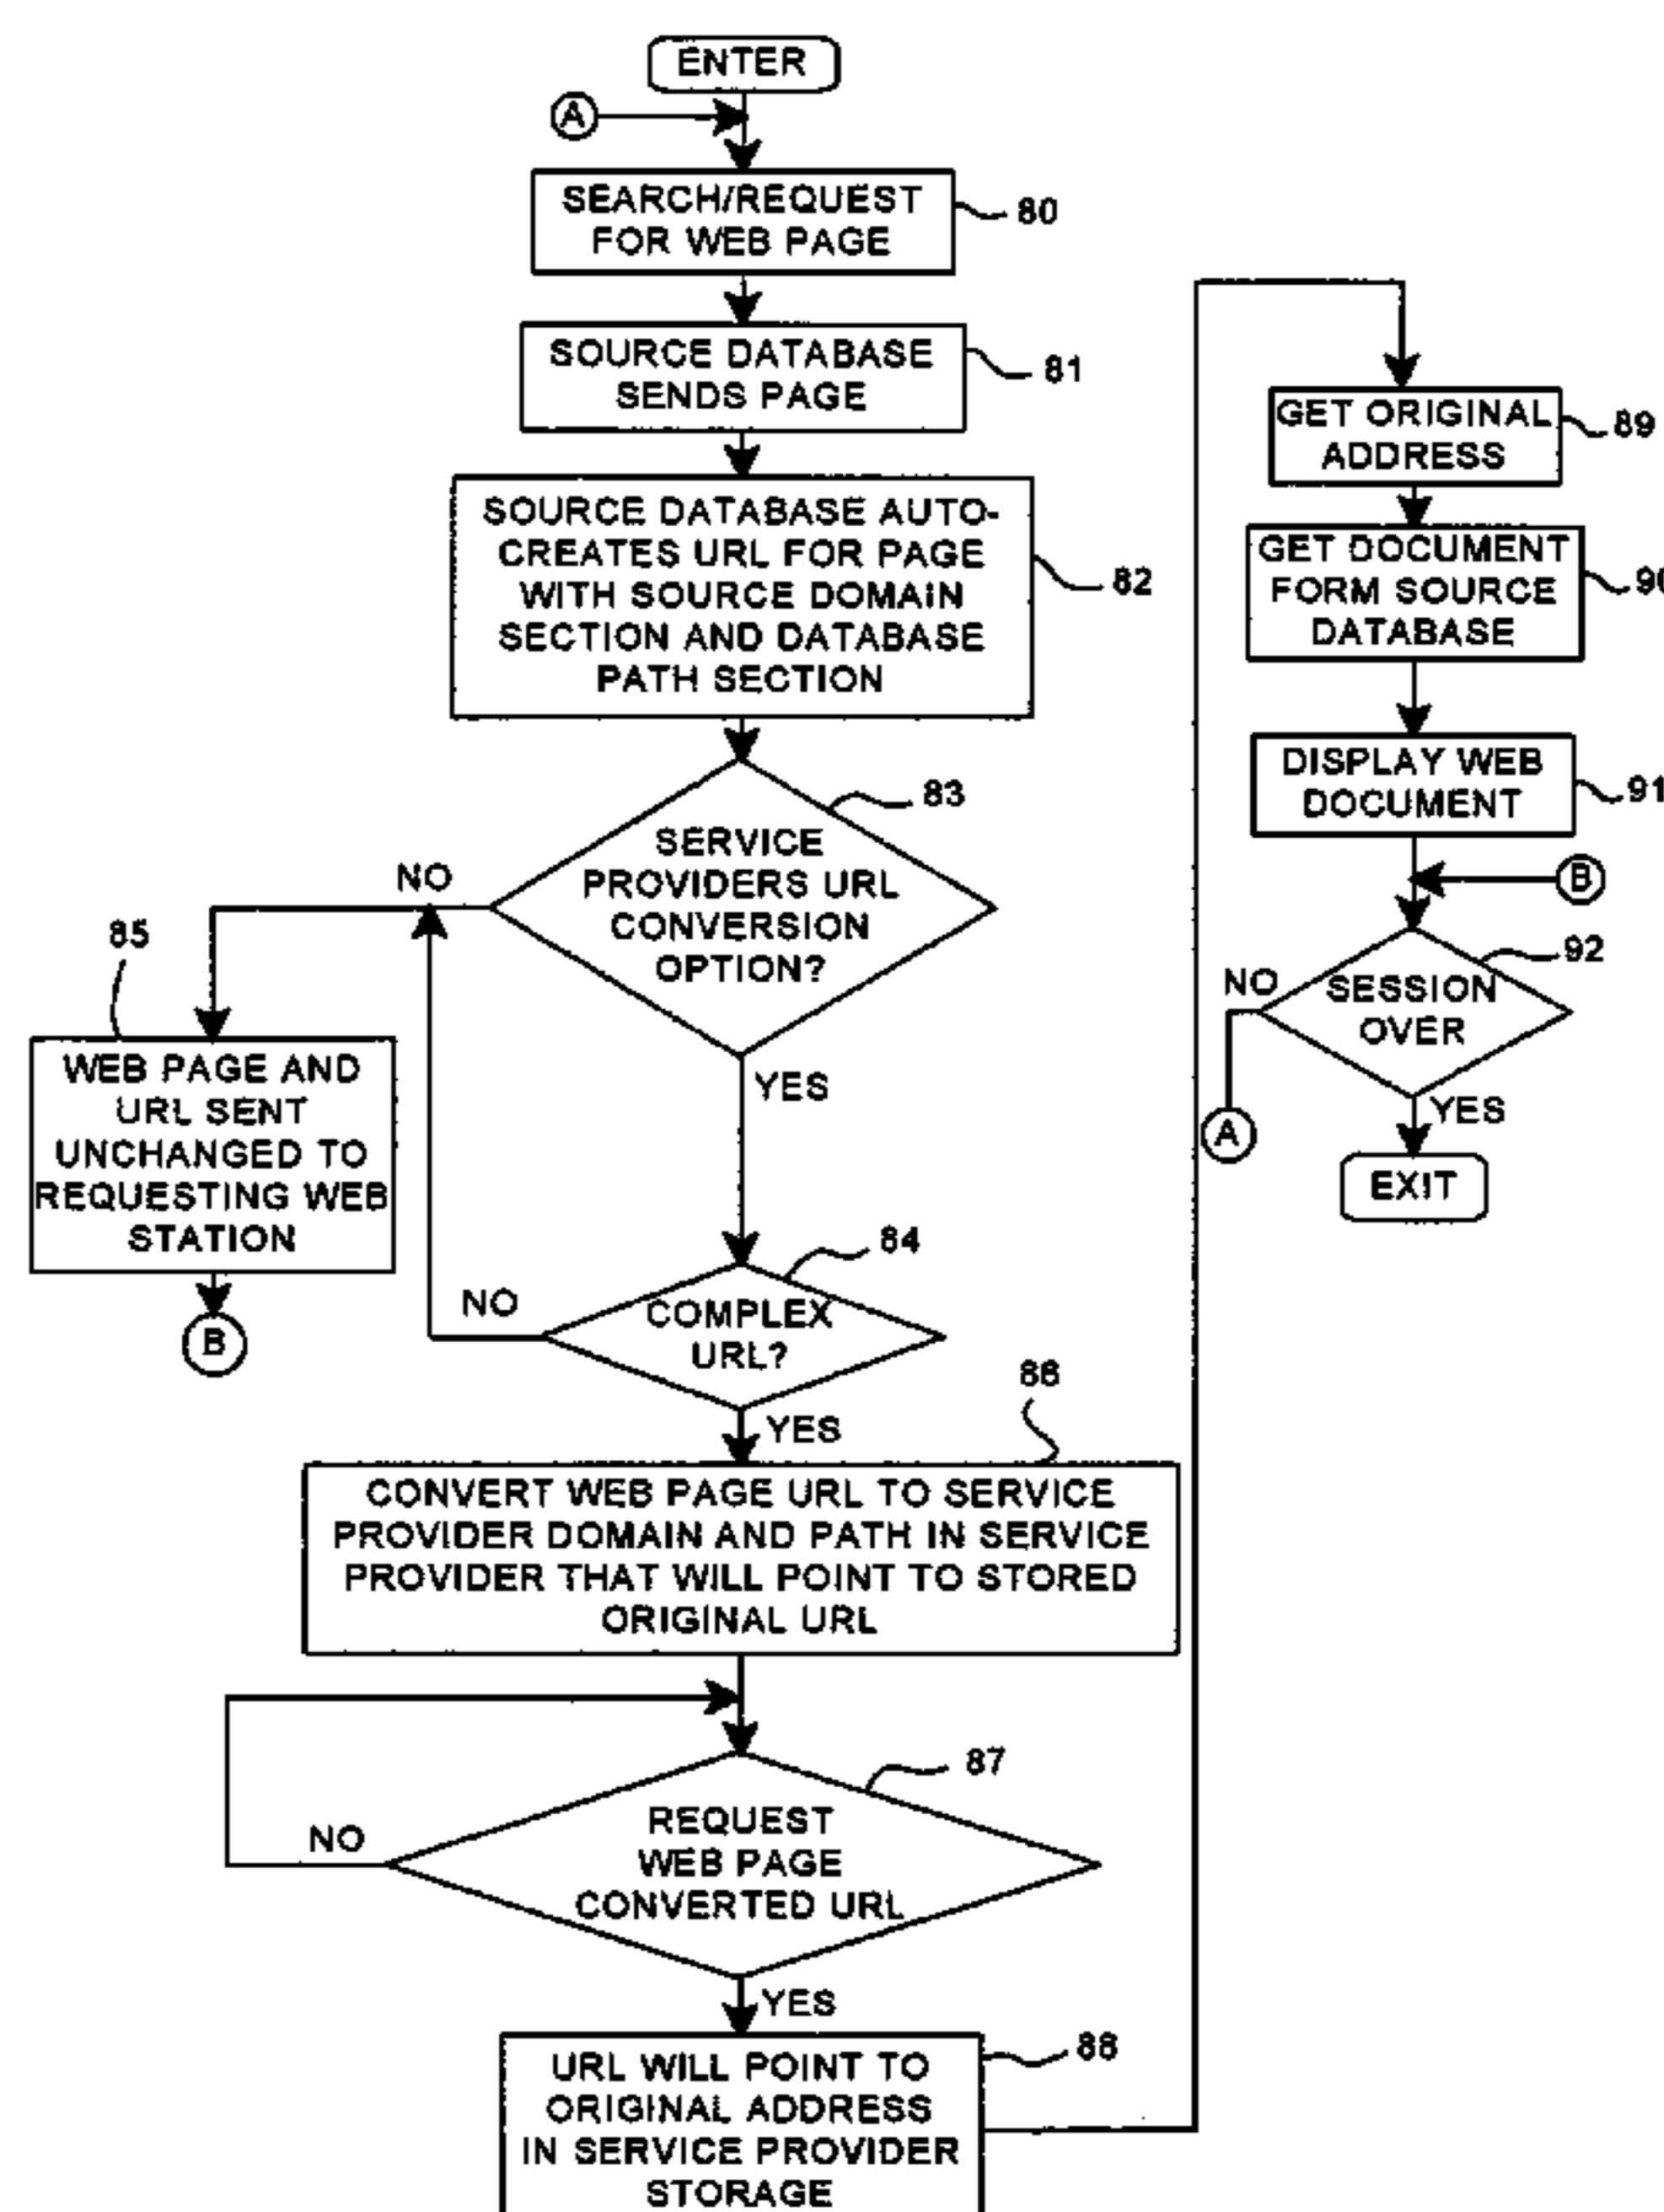 ENTER
A
SEARCH/REQUEST
FOR WEB PAGE
80
SOURCE DATABASE
SENDS PAGE
81
SOURCE DATABASE AUTO-
CREATES URL FOR PAGE
WITH SOURCE DOMAIN
SECTION AND DATABASE
PATH SECTION
82
83
SERVICE
PROVIDERS URL
CONVERSION
OPTION?
NO
YES
85
WEB PAGE AND
URL SENT
UNCHANGED TO
REQUESTING WEB
STATION
B
84
COMPLEX
URL?
NO
YES
86
CONVERT WEB PAGE URL TO SERVICE
PROVIDER DOMAIN AND PATH IN SERVICE
PROVIDER THAT WILL POINT TO STORED
ORIGINAL URL
87
REQUEST
WEB PAGE
CONVERTED URL
NO
YES
88
URL WILL POINT TO
ORIGINAL ADDRESS
IN SERVICE PROVIDER
STORAGE
GET ORIGINAL
ADDRESS
89
GET DOCUMENT
FORM SOURCE
DATABASE
90
DISPLAY WEB
DOCUMENT
91
B
92
SESSION
OVER
NO
A
YES
EXIT